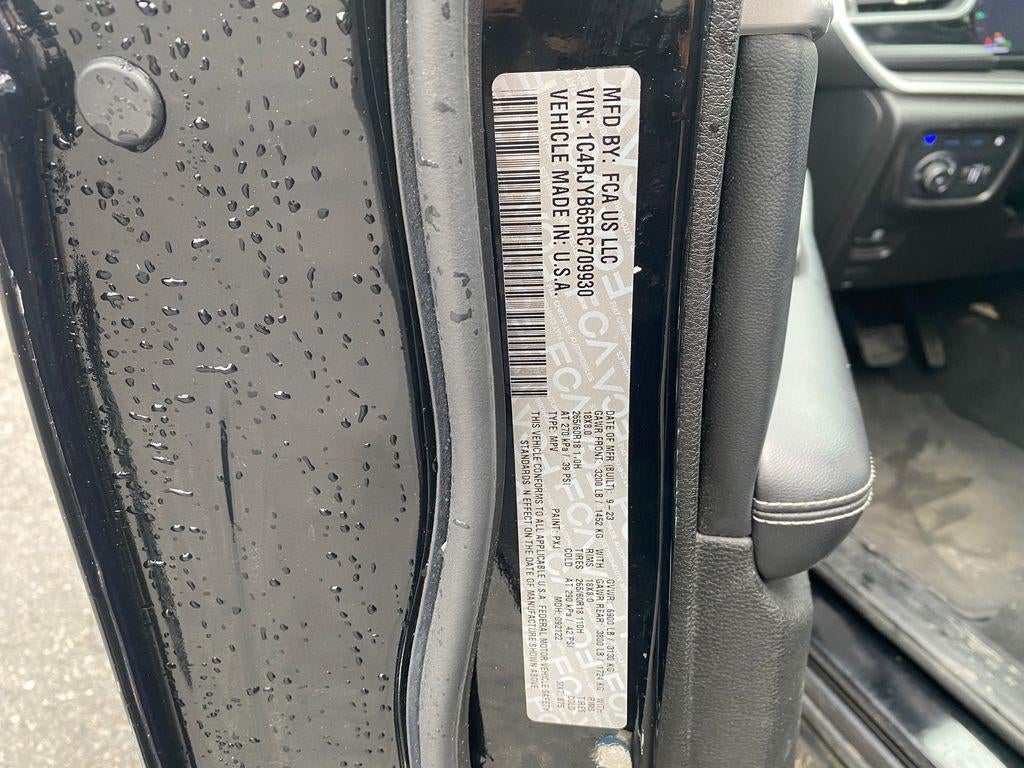 MFD BY: FCA US LLC
VIN: 1C4RJYB65RC709930
VEHICLE MADE IN: U.S.A.
DATE OF MFR (BUILT): 9-23 GVWR: 6900 LB / 3130 KG
GAWR FRONT: 3200 LB / 1452 KG WITH GAWR REAR: 3800 LB / 1724 KG WITH
18X8.0 RIMS 18X8.0 RIMS
265/60R18 110H TIRES 265/60R18 110H TIRES
AT 270 kPa / 39 PSI COLD AT 290 kPa / 42 PSI COLD
TYPE: MPV PAINT: PXJ MDH: 092122
THIS VEHICLE CONFORMS TO ALL APPLICABLE U.S.A. FEDERAL MOTOR VEHICLE SAFETY
STANDARDS IN EFFECT ON THE DATE OF MANUFACTURE SHOWN ABOVE.